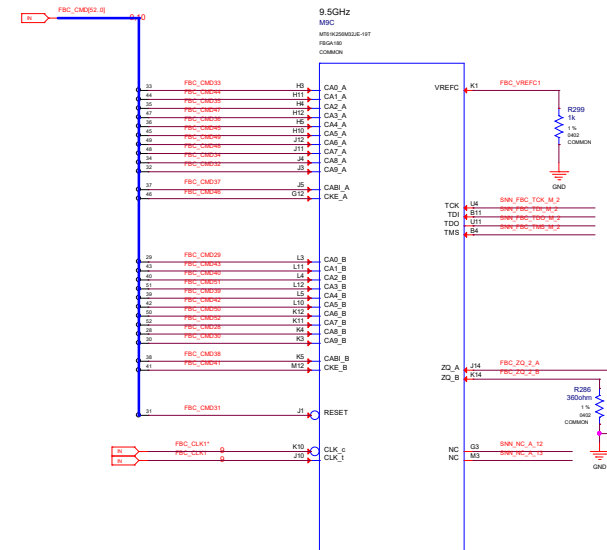 FBC_CMD[52..0]
9,10
IN
9.5GHz
M9C
MT61K256M32JE-19T
FBGA180
COMMON
33 FBC_CMD33 H3 CA0_A
44 FBC_CMD44 H11 CA1_A
35 FBC_CMD35 H4 CA2_A
47 FBC_CMD47 H12 CA3_A
36 FBC_CMD36 H5 CA4_A
45 FBC_CMD45 H10 CA5_A
49 FBC_CMD49 J12 CA6_A
48 FBC_CMD48 J11 CA7_A
34 FBC_CMD34 J4 CA8_A
32 FBC_CMD32 J3 CA9_A
37 FBC_CMD37 J5 CABI_A
46 FBC_CMD46 G12 CKE_A
VREFC K1 FBC_VREFC1
R299
1k
1 %
0402
COMMON
GND
TCK U4 SNN_FBC_TCK_M_2
TDI B11 SNN_FBC_TDI_M_2
TDO U11 SNN_FBC_TDO_M_2
TMS B4 SNN_FBC_TMS_M_2
29 FBC_CMD29 L3 CA0_B
43 FBC_CMD43 L11 CA1_B
40 FBC_CMD40 L4 CA2_B
51 FBC_CMD51 L12 CA3_B
39 FBC_CMD39 L5 CA4_B
42 FBC_CMD42 L10 CA5_B
50 FBC_CMD50 K12 CA6_B
52 FBC_CMD52 K11 CA7_B
28 FBC_CMD28 K4 CA8_B
30 FBC_CMD30 K3 CA9_B
38 FBC_CMD38 K5 CABI_B
41 FBC_CMD41 M12 CKE_B
ZQ_A J14 FBC_ZQ_2_A
ZQ_B K14 FBC_ZQ_2_B
R286
360ohm
1 %
0402
COMMON
GND
31 FBC_CMD31 J1 RESET
IN FBC_CLK1* 9 K10 CLK_c
IN FBC_CLK1 9 J10 CLK_t
NC G3 SNN_NC_A_12
NC M3 SNN_NC_A_13